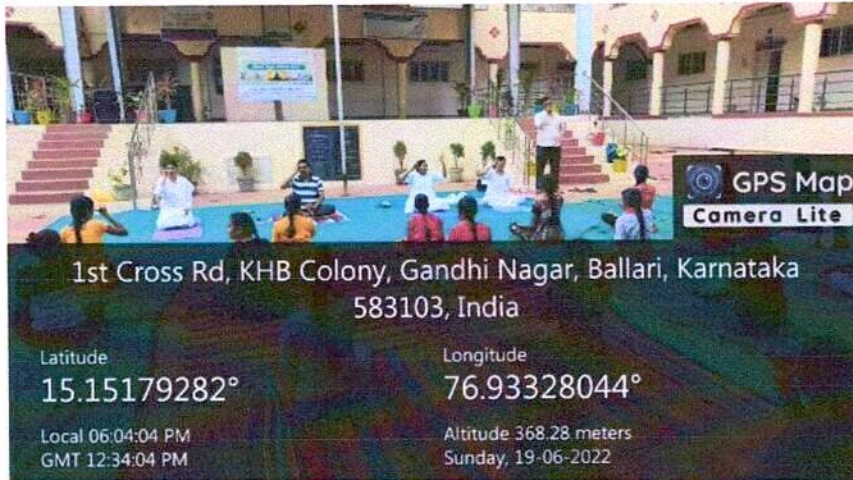 GPS Map
Camera Lite
1st Cross Rd, KHB Colony, Gandhi Nagar, Ballari, Karnataka
583103, India
Latitude
15.15179282°
Longitude
76.93328044°
Local 06:04:04 PM
GMT 12:34:04 PM
Altitude 368.28 meters
Sunday, 19-06-2022